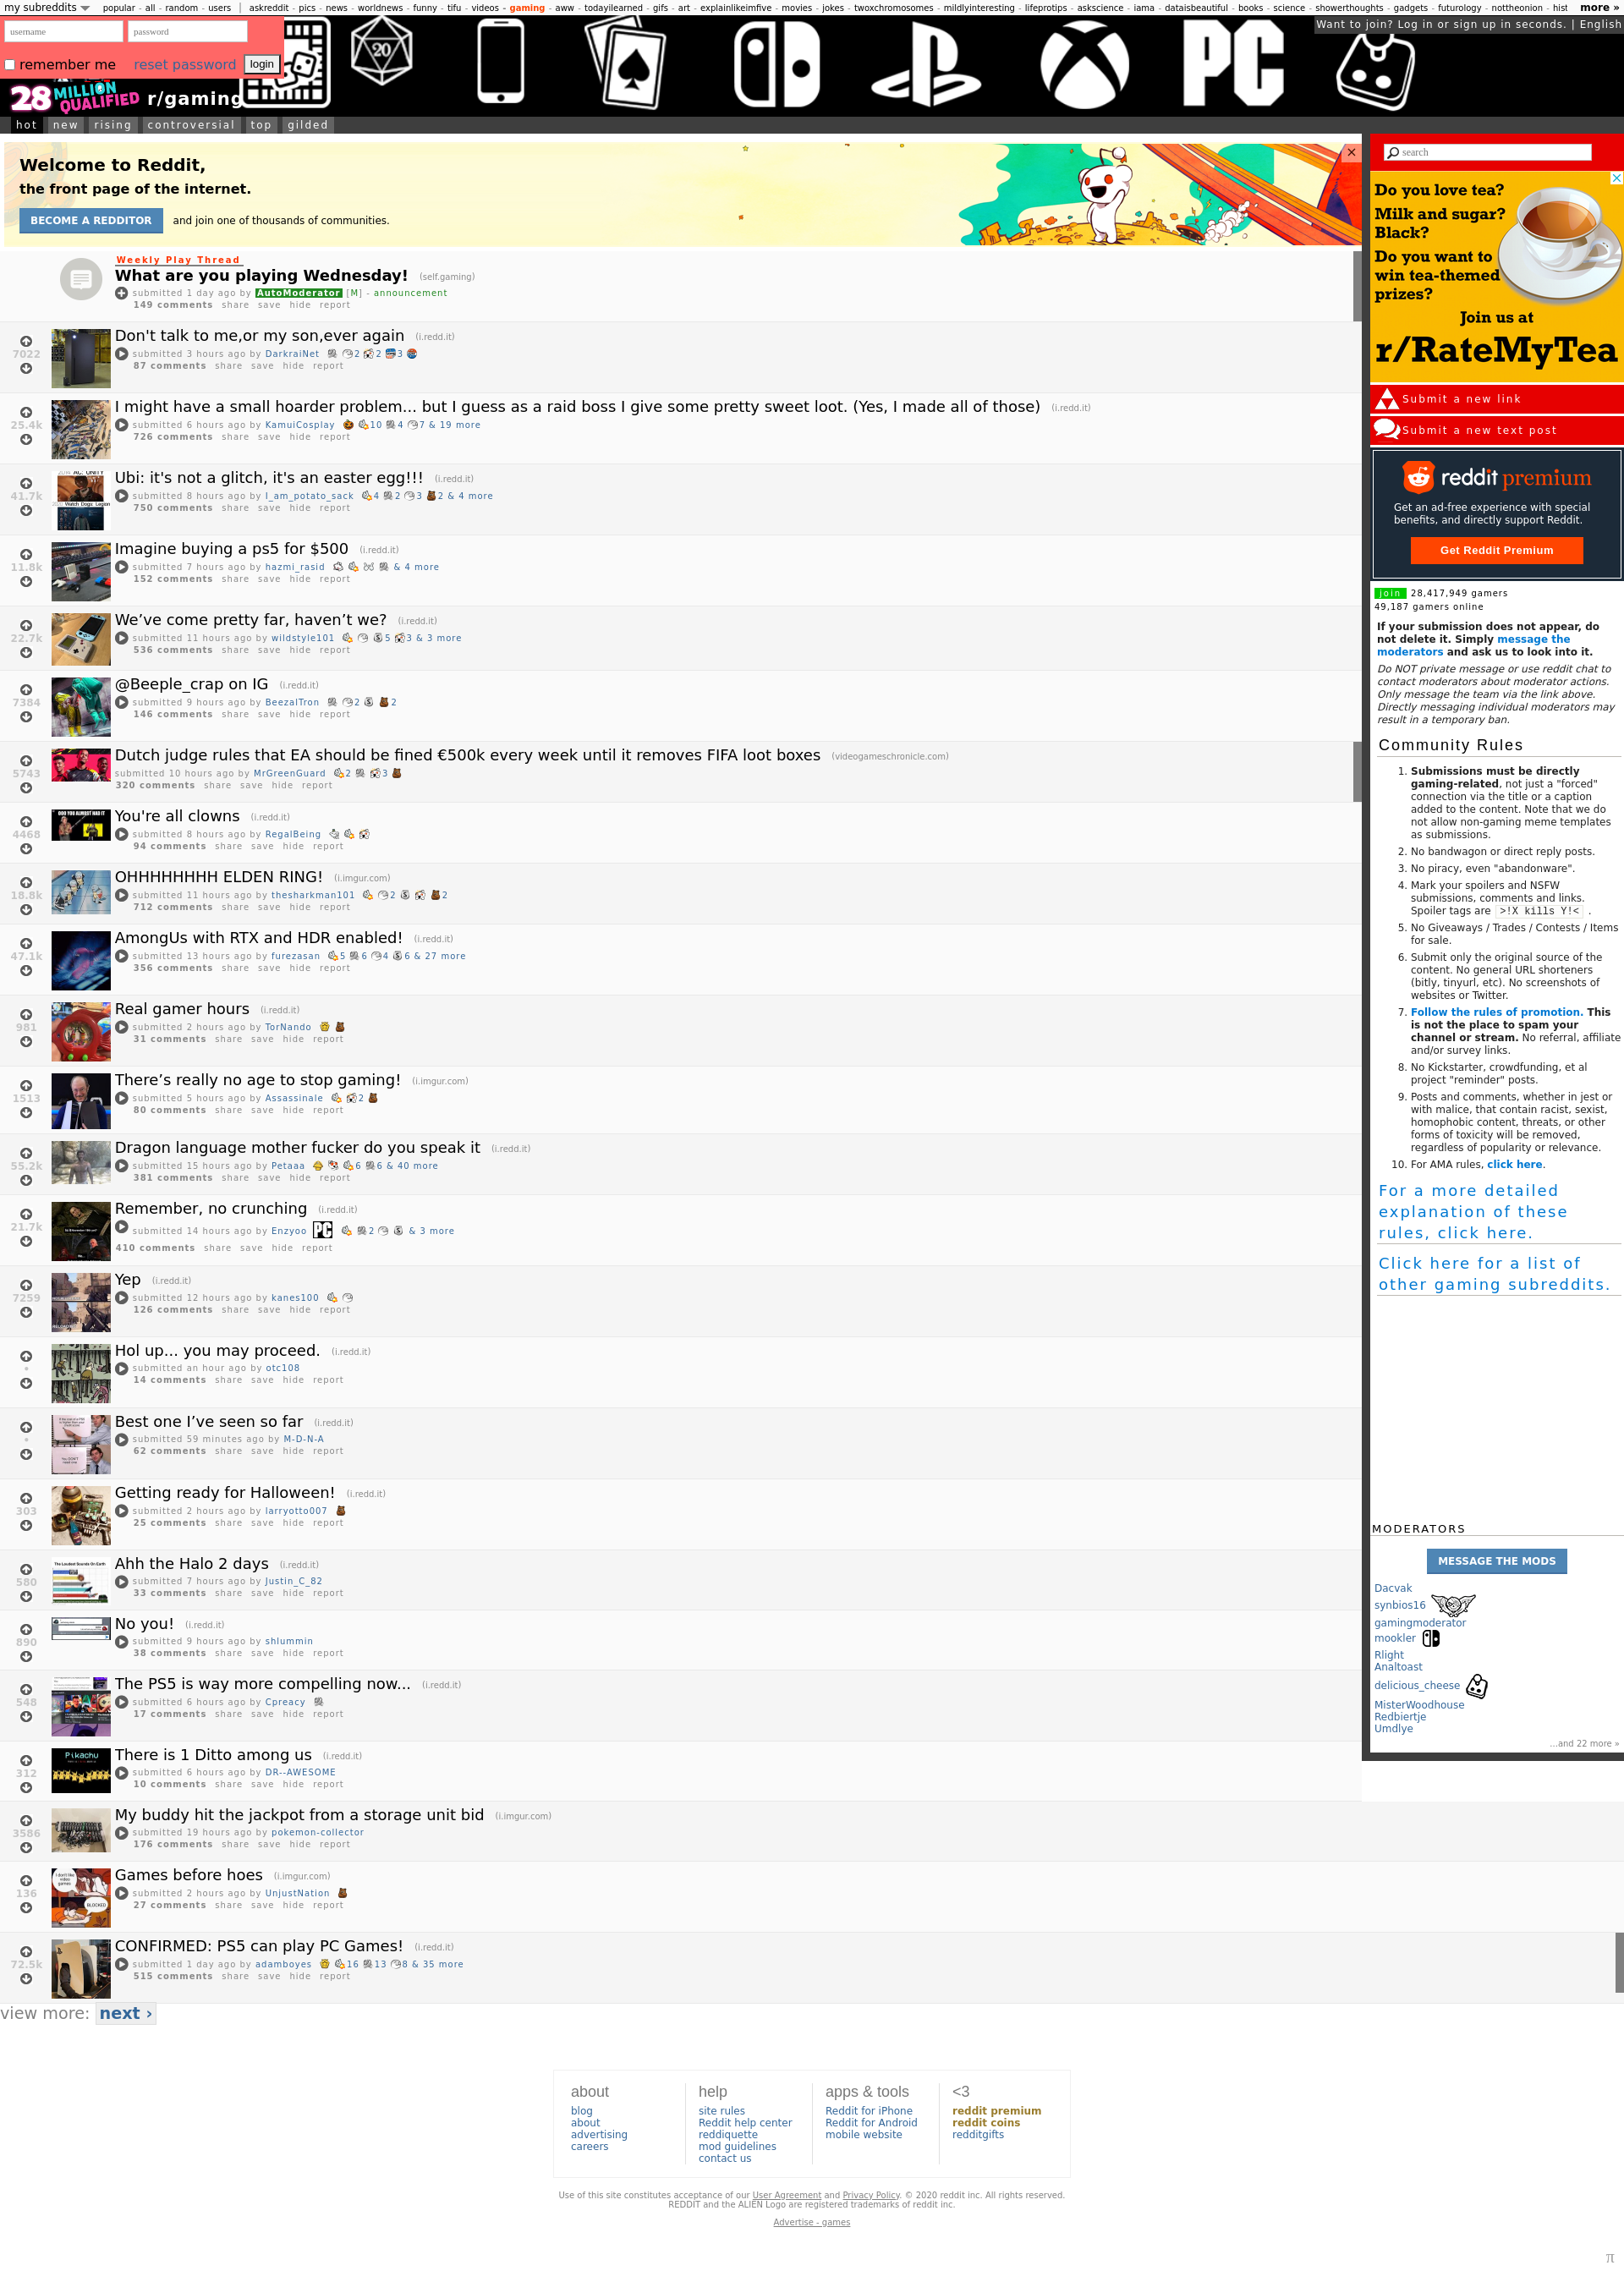 my subreddits
popular - all - random - users | askreddit - pics - news - worldnews - funny - tifu - videos - gaming - aww - todayilearned - gifs - art - explainlikeimfive - movies - jokes - twoxchromosomes - mildlyinteresting - lifeprotips - askscience - iama - dataisbeautiful - books - science - showerthoughts - gadgets - futurology - nottheonion - hist
more »
Want to join? Log in or sign up in seconds. | English
username
password
remember me
reset password
login
20
PC
28 MILLION
QUALIFIED
r/gaming
hot new rising controversial top gilded
Welcome to Reddit,
the front page of the internet.
BECOME A REDDITOR
and join one of thousands of communities.
Weekly Play Thread
What are you playing Wednesday! (self.gaming)
submitted 1 day ago by AutoModerator [M] - announcement
149 comments share save hide report
7022
Don't talk to me,or my son,ever again (i.redd.it)
submitted 3 hours ago by DarkraiNet 2 2 3
87 comments share save hide report
25.4k
I might have a small hoarder problem... but I guess as a raid boss I give some pretty sweet loot. (Yes, I made all of those) (i.redd.it)
submitted 6 hours ago by KamuiCosplay 10 4 7 & 19 more
726 comments share save hide report
41.7k
Ubi: it's not a glitch, it's an easter egg!!! (i.redd.it)
submitted 8 hours ago by I_am_potato_sack 4 2 3 2 & 4 more
750 comments share save hide report
11.8k
Imagine buying a ps5 for $500 (i.redd.it)
submitted 7 hours ago by hazmi_rasid & 4 more
152 comments share save hide report
22.7k
We’ve come pretty far, haven’t we? (i.redd.it)
submitted 11 hours ago by wildstyle101 5 3 & 3 more
536 comments share save hide report
7384
@Beeple_crap on IG (i.redd.it)
submitted 9 hours ago by BeezalTron 2 2
146 comments share save hide report
5743
Dutch judge rules that EA should be fined €500k every week until it removes FIFA loot boxes (videogameschronicle.com)
submitted 10 hours ago by MrGreenGuard 2 3
320 comments share save hide report
4468
You're all clowns (i.redd.it)
submitted 8 hours ago by RegalBeing
94 comments share save hide report
18.8k
OHHHHHHHH ELDEN RING! (i.imgur.com)
submitted 11 hours ago by thesharkman101 2 2
712 comments share save hide report
47.1k
AmongUs with RTX and HDR enabled! (i.redd.it)
submitted 13 hours ago by furezasan 5 6 4 6 & 27 more
356 comments share save hide report
981
Real gamer hours (i.redd.it)
submitted 2 hours ago by TorNando
31 comments share save hide report
1513
There’s really no age to stop gaming! (i.imgur.com)
submitted 5 hours ago by Assassinale 2
80 comments share save hide report
55.2k
Dragon language mother fucker do you speak it (i.redd.it)
submitted 15 hours ago by Petaaa 6 6 & 40 more
381 comments share save hide report
21.7k
Remember, no crunching (i.redd.it)
submitted 14 hours ago by Enzyoo PC 2 & 3 more
410 comments share save hide report
7259
Yep (i.redd.it)
submitted 12 hours ago by kanes100
126 comments share save hide report
•
Hol up... you may proceed. (i.redd.it)
submitted an hour ago by otc108
14 comments share save hide report
•
Best one I’ve seen so far (i.redd.it)
submitted 59 minutes ago by M-D-N-A
62 comments share save hide report
303
Getting ready for Halloween! (i.redd.it)
submitted 2 hours ago by larryotto007
25 comments share save hide report
580
Ahh the Halo 2 days (i.redd.it)
submitted 7 hours ago by Justin_C_82
33 comments share save hide report
890
No you! (i.redd.it)
submitted 9 hours ago by shlummin
38 comments share save hide report
548
The PS5 is way more compelling now... (i.redd.it)
submitted 6 hours ago by Cpreacy
17 comments share save hide report
312
Pikachu
There is 1 Ditto among us (i.redd.it)
submitted 6 hours ago by DR--AWESOME
10 comments share save hide report
3586
My buddy hit the jackpot from a storage unit bid (i.imgur.com)
submitted 19 hours ago by pokemon-collector
176 comments share save hide report
136
Games before hoes (i.imgur.com)
submitted 2 hours ago by UnjustNation
27 comments share save hide report
72.5k
CONFIRMED: PS5 can play PC Games! (i.redd.it)
submitted 1 day ago by adamboyes 16 13 8 & 35 more
515 comments share save hide report
view more: next ›
search
Do you love tea?
Milk and sugar?
Black?
Do you want to
win tea-themed
prizes?
Join us at
r/RateMyTea
Submit a new link
Submit a new text post
reddit premium
Get an ad-free experience with special
benefits, and directly support Reddit.
Get Reddit Premium
join 28,417,949 gamers
49,187 gamers online
If your submission does not appear, do
not delete it. Simply message the
moderators and ask us to look into it.
Do NOT private message or use reddit chat to
contact moderators about moderator actions.
Only message the team via the link above.
Directly messaging individual moderators may
result in a temporary ban.
Community Rules
1. Submissions must be directly
gaming-related, not just a "forced"
connection via the title or a caption
added to the content. Note that we do
not allow non-gaming meme templates
as submissions.
2. No bandwagon or direct reply posts.
3. No piracy, even "abandonware".
4. Mark your spoilers and NSFW
submissions, comments and links.
Spoiler tags are >!X kills Y!< .
5. No Giveaways / Trades / Contests / Items
for sale.
6. Submit only the original source of the
content. No general URL shorteners
(bitly, tinyurl, etc). No screenshots of
websites or Twitter.
7. Follow the rules of promotion. This
is not the place to spam your
channel or stream. No referral, affiliate
and/or survey links.
8. No Kickstarter, crowdfunding, et al
project "reminder" posts.
9. Posts and comments, whether in jest or
with malice, that contain racist, sexist,
homophobic content, threats, or other
forms of toxicity will be removed,
regardless of popularity or relevance.
10. For AMA rules, click here.
For a more detailed
explanation of these
rules, click here.
Click here for a list of
other gaming subreddits.
MODERATORS
MESSAGE THE MODS
Dacvak
synbios16
gamingmoderator
mookler
Rlight
Analtoast
delicious_cheese
MisterWoodhouse
Redbiertje
Umdlye
...and 22 more »
about
blog
about
advertising
careers
help
site rules
Reddit help center
reddiquette
mod guidelines
contact us
apps & tools
Reddit for iPhone
Reddit for Android
mobile website
<3
reddit premium
reddit coins
redditgifts
Use of this site constitutes acceptance of our User Agreement and Privacy Policy. © 2020 reddit inc. All rights reserved.
REDDIT and the ALIEN Logo are registered trademarks of reddit inc.
Advertise - games
π